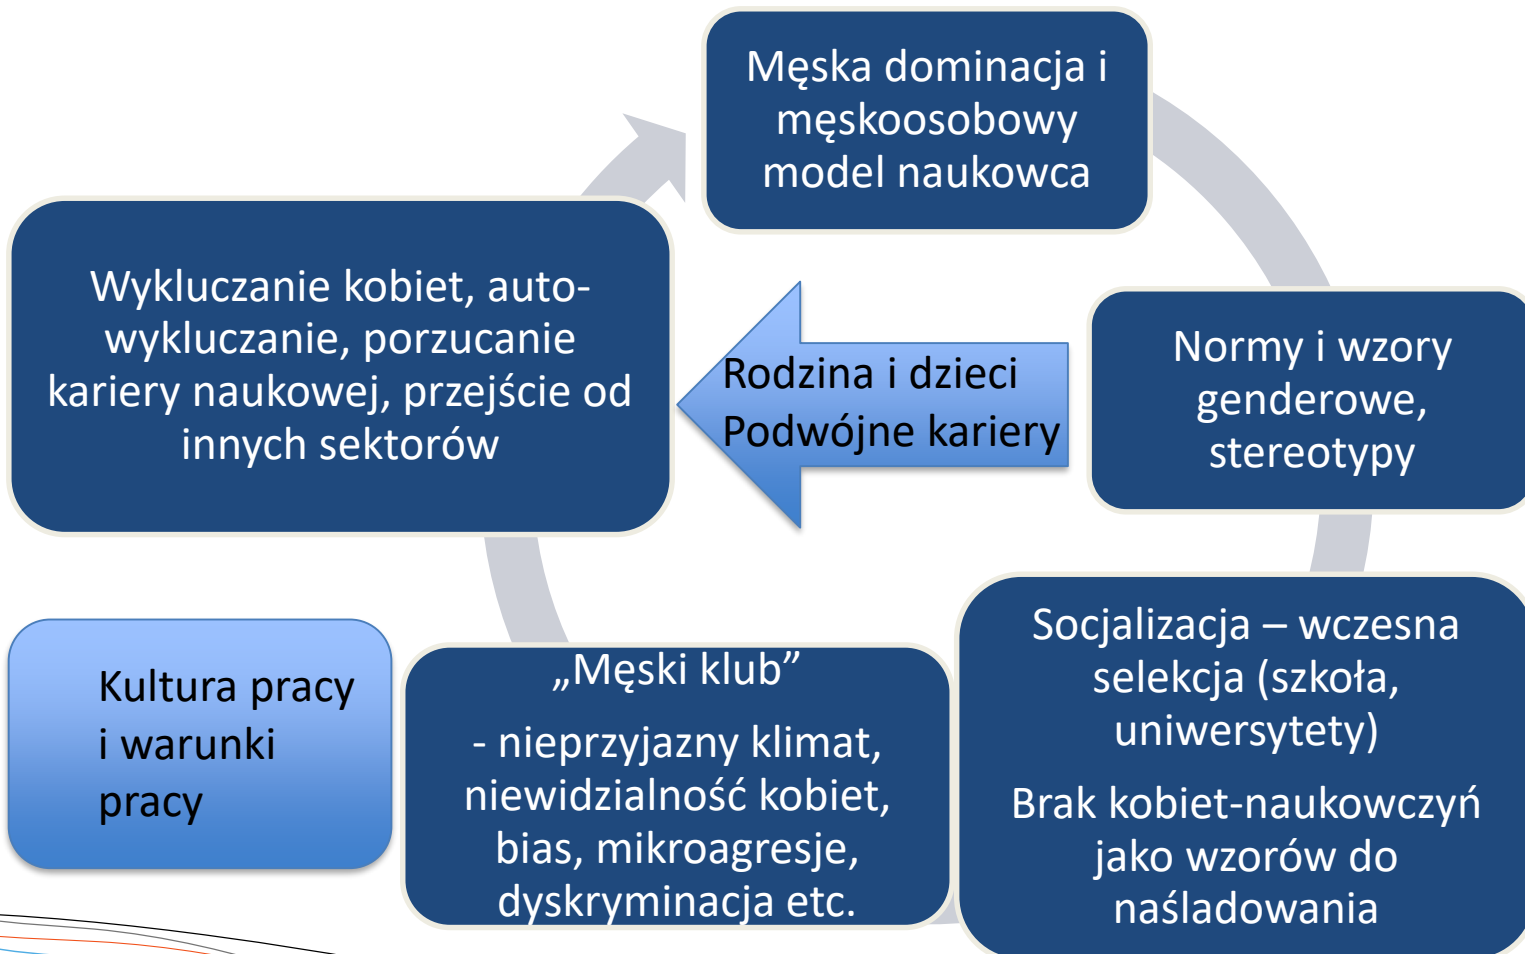 Męska dominacja i
męskoosobowy
model naukowca
Normy i wzory
genderowe,
stereotypy
Socjalizacja – wczesna
selekcja (szkoła,
uniwersytety)
Brak kobiet-naukowczyń
jako wzorów do
naśladowania
„Męski klub”
- nieprzyjazny klimat,
niewidzialność kobiet,
bias, mikroagresje,
dyskryminacja etc.
Wykluczanie kobiet, auto-
wykluczanie, porzucanie
kariery naukowej, przejście od
innych sektorów
Rodzina i dzieci
Podwójne kariery
Kultura pracy
i warunki
pracy